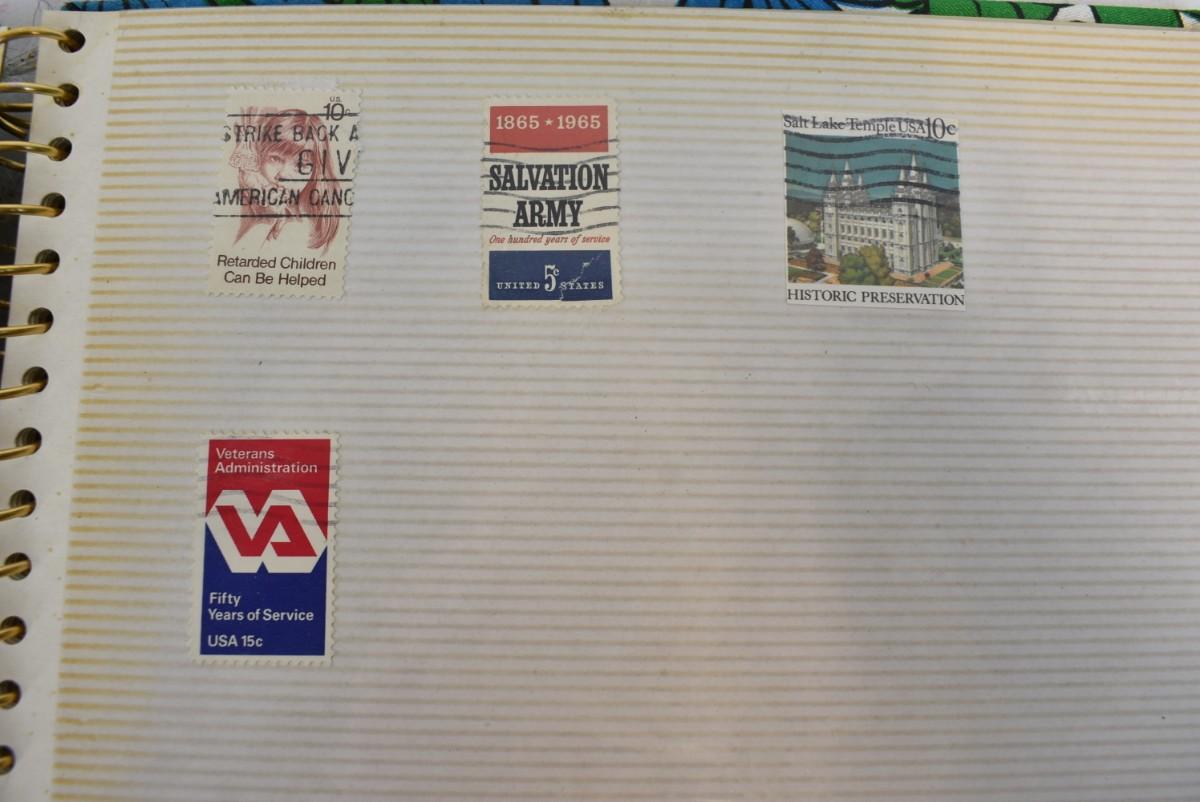 U.S.
10c
STRIKE BACK A
GIV
AMERICAN CANC
Retarded Children
Can Be Helped
1865 ★ 1965
SALVATION
ARMY
One hundred years of service
UNITED 5c STATES
Salt Lake Temple USA 10c
HISTORIC PRESERVATION
Veterans
Administration
VA
Fifty
Years of Service
USA 15c